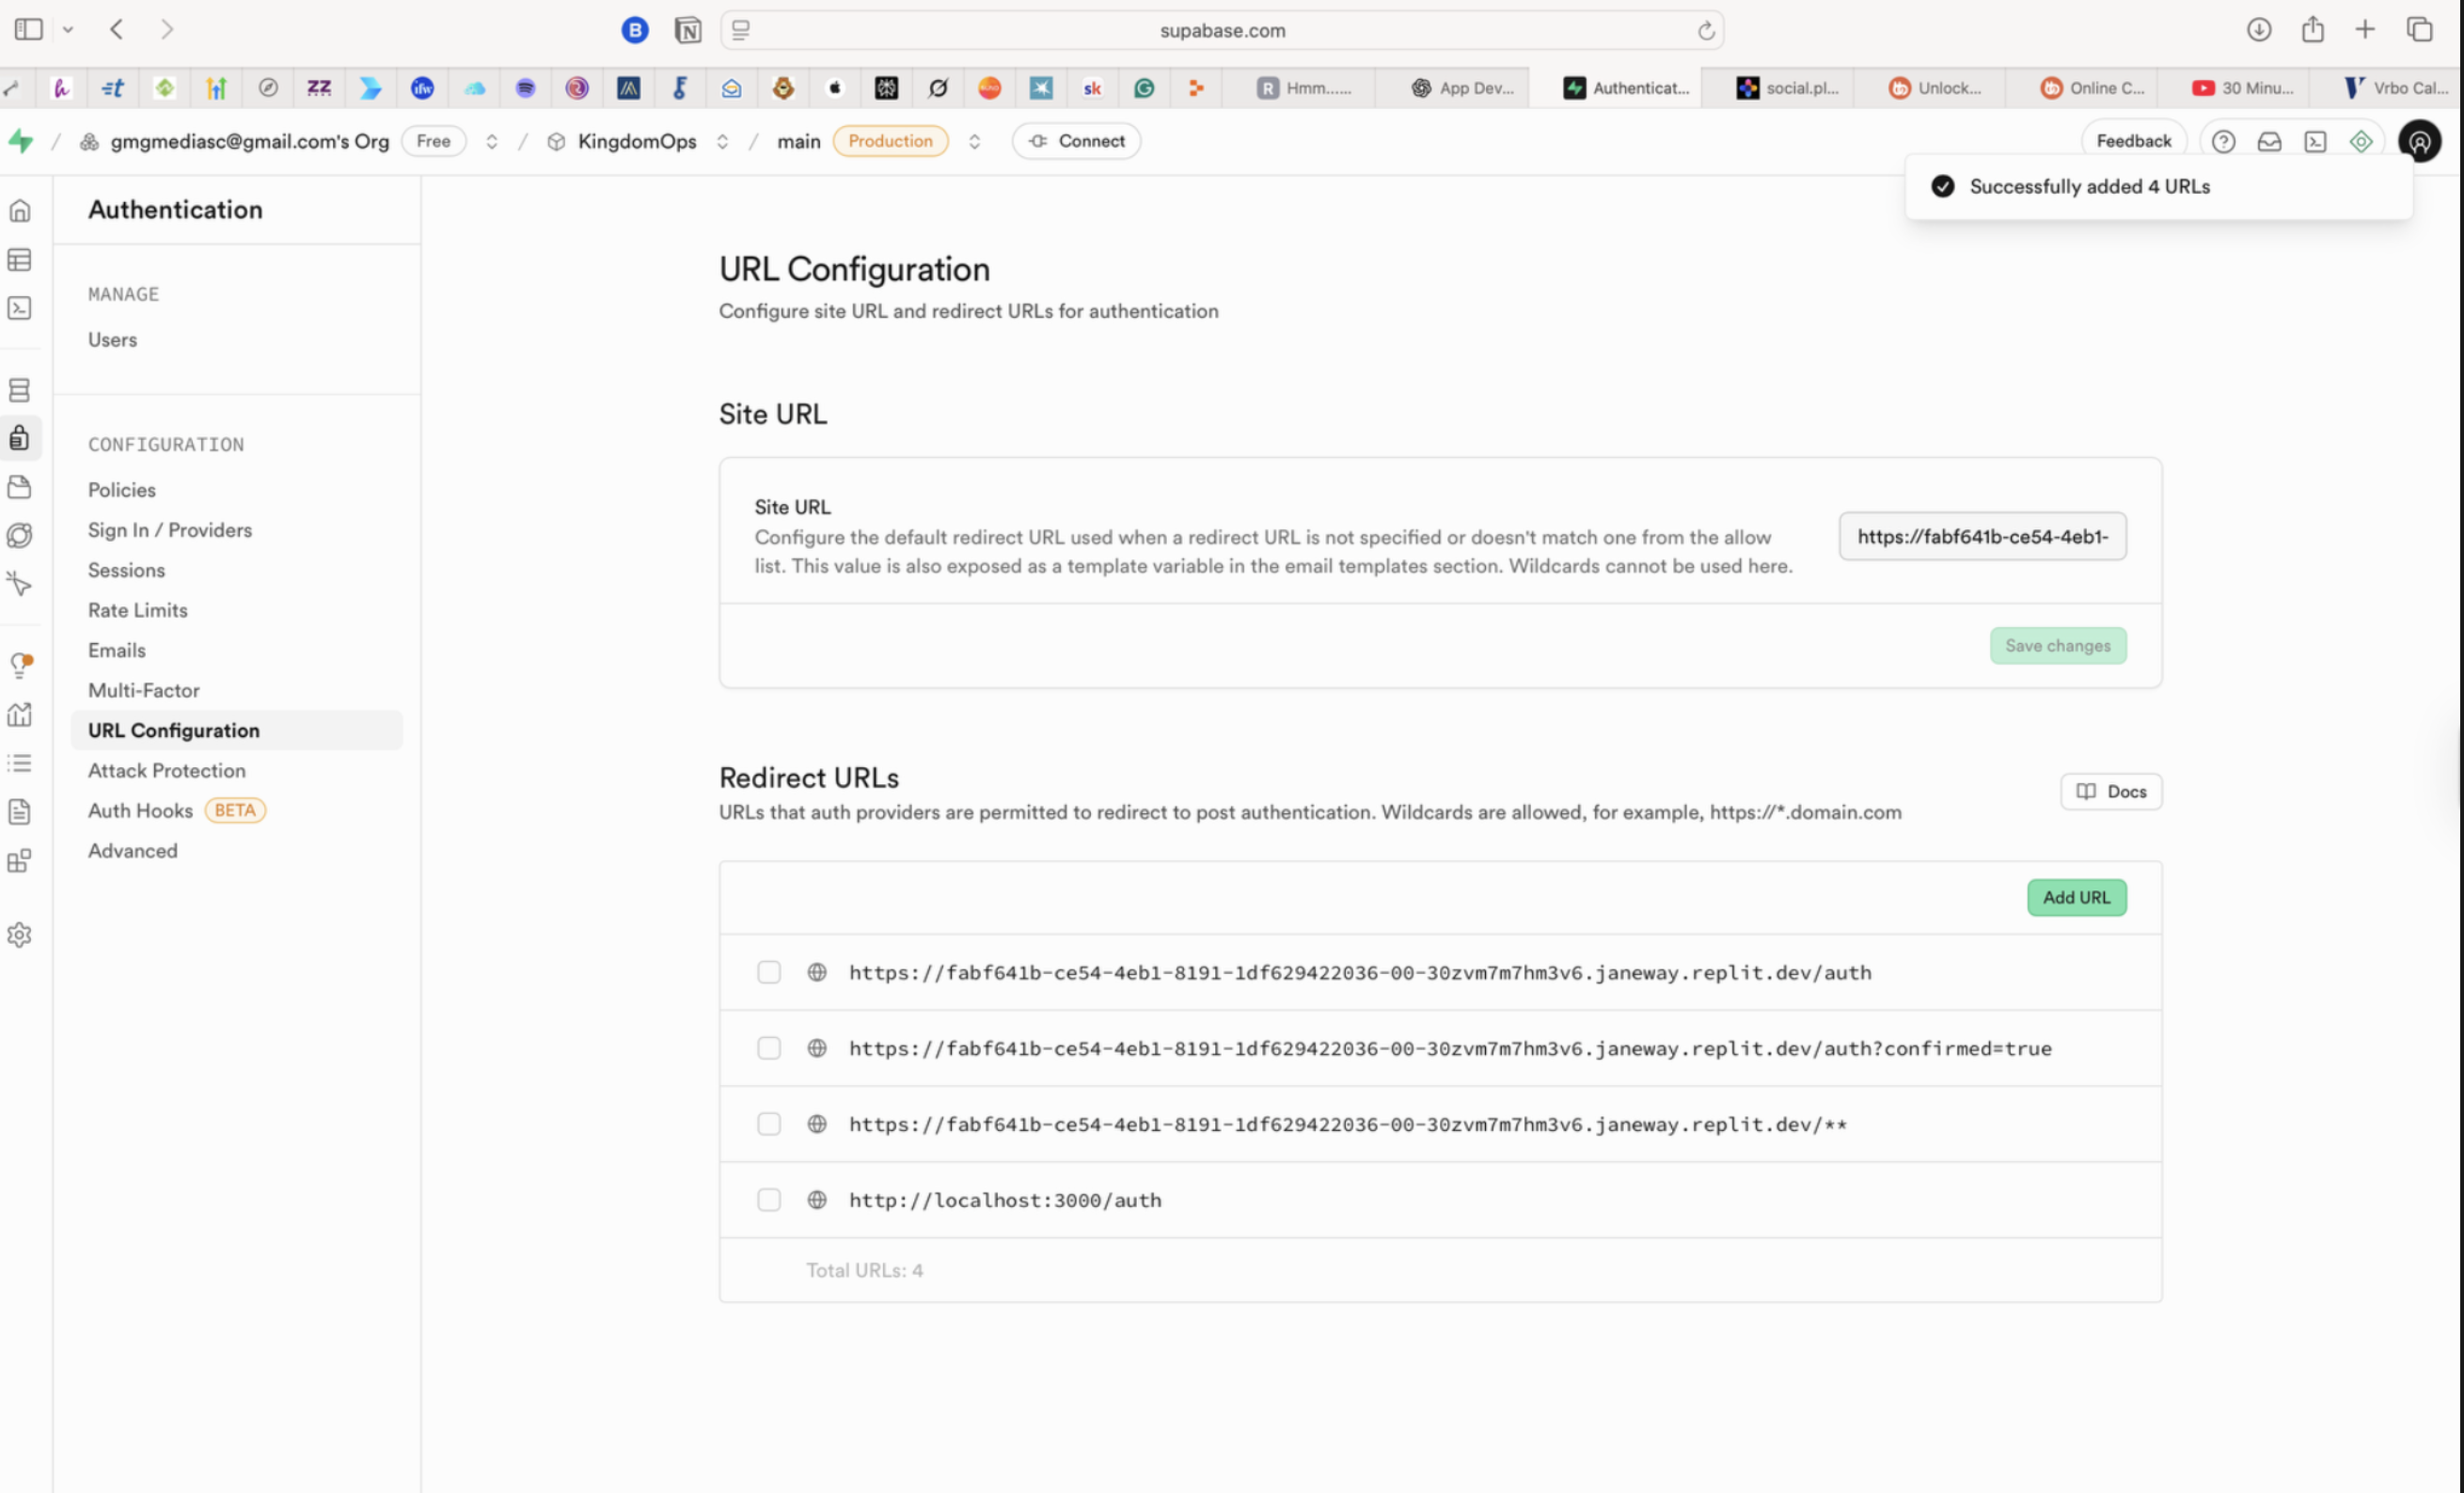 supabase.com
Hmm......
App Dev...
Authenticat...
social.pl...
Unlock...
Online C...
30 Minu...
Vrbo Cal...
gmgmediasc@gmail.com's Org
Free
KingdomOps
main
Production
Connect
Feedback
Successfully added 4 URLs
Authentication
MANAGE
Users
CONFIGURATION
Policies
Sign In / Providers
Sessions
Rate Limits
Emails
Multi-Factor
URL Configuration
Attack Protection
Auth Hooks BETA
Advanced
URL Configuration
Configure site URL and redirect URLs for authentication
Site URL
Site URL
Configure the default redirect URL used when a redirect URL is not specified or doesn't match one from the allow
list. This value is also exposed as a template variable in the email templates section. Wildcards cannot be used here.
https://fabf641b-ce54-4eb1-
Save changes
Redirect URLs
URLs that auth providers are permitted to redirect to post authentication. Wildcards are allowed, for example, https://*.domain.com
Docs
Add URL
https://fabf641b-ce54-4eb1-8191-1df629422036-00-30zvm7m7hm3v6.janeway.replit.dev/auth
https://fabf641b-ce54-4eb1-8191-1df629422036-00-30zvm7m7hm3v6.janeway.replit.dev/auth?confirmed=true
https://fabf641b-ce54-4eb1-8191-1df629422036-00-30zvm7m7hm3v6.janeway.replit.dev/**
http://localhost:3000/auth
Total URLs: 4